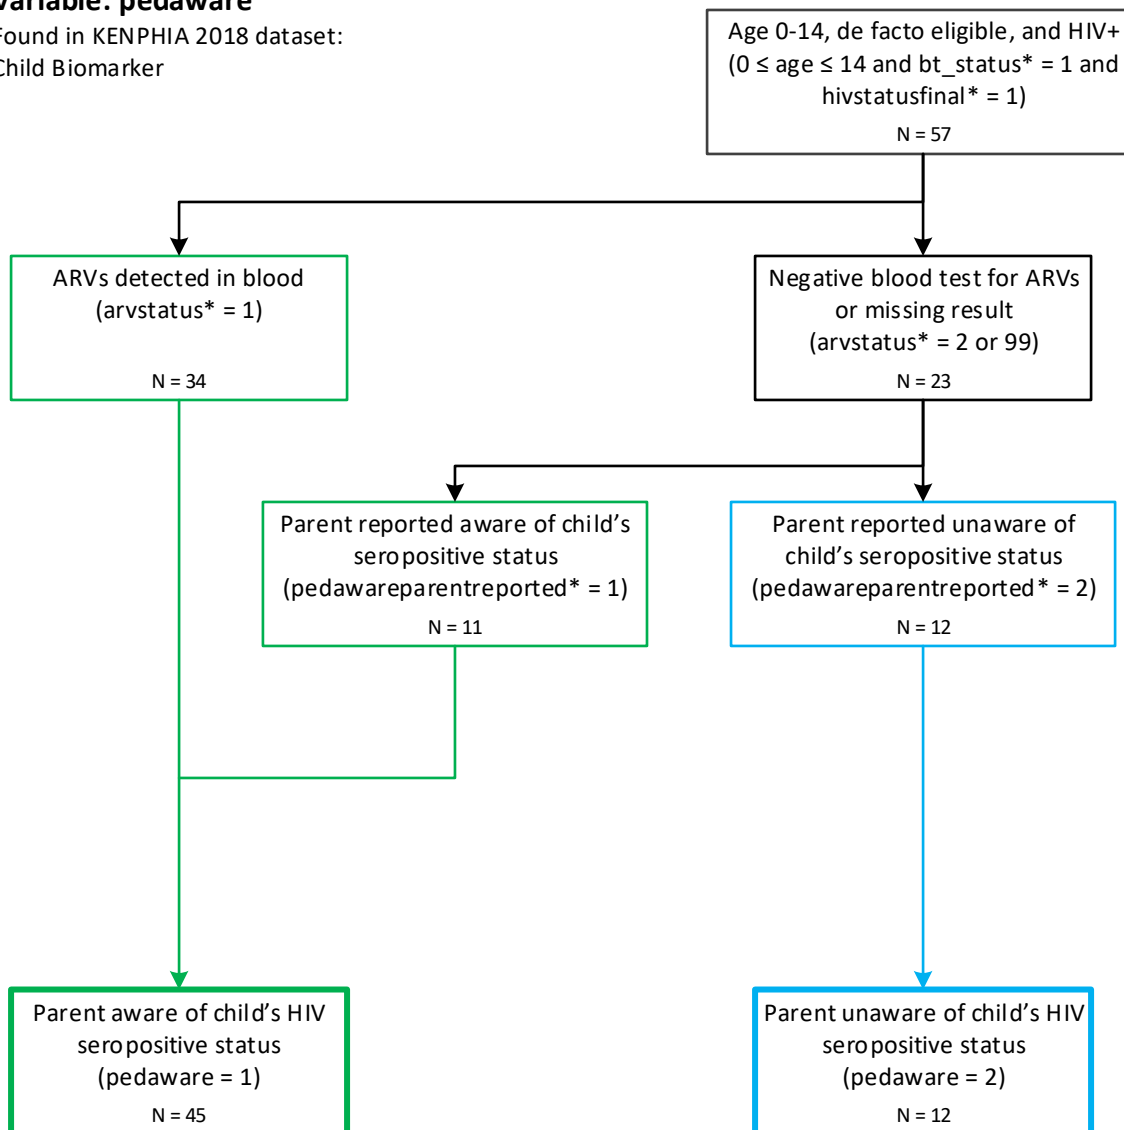 variable: pedaware
Found in KENPHIA 2018 dataset:
Child Biomarker
Age 0-14, de facto eligible, and HIV+
(0 ≤ age ≤ 14 and bt_status* = 1 and
hivstatusfinal* = 1)
N = 57
ARVs detected in blood
(arvstatus* = 1)
N = 34
Negative blood test for ARVs
or missing result
(arvstatus* = 2 or 99)
N = 23
Parent reported aware of child’s
seropositive status
(pedawareparentreported* = 1)
N = 11
Parent reported unaware of
child’s seropositive status
(pedawareparentreported* = 2)
N = 12
Parent aware of child’s HIV
seropositive status
(pedaware = 1)
N = 45
Parent unaware of child’s HIV
seropositive status
(pedaware = 2)
N = 12